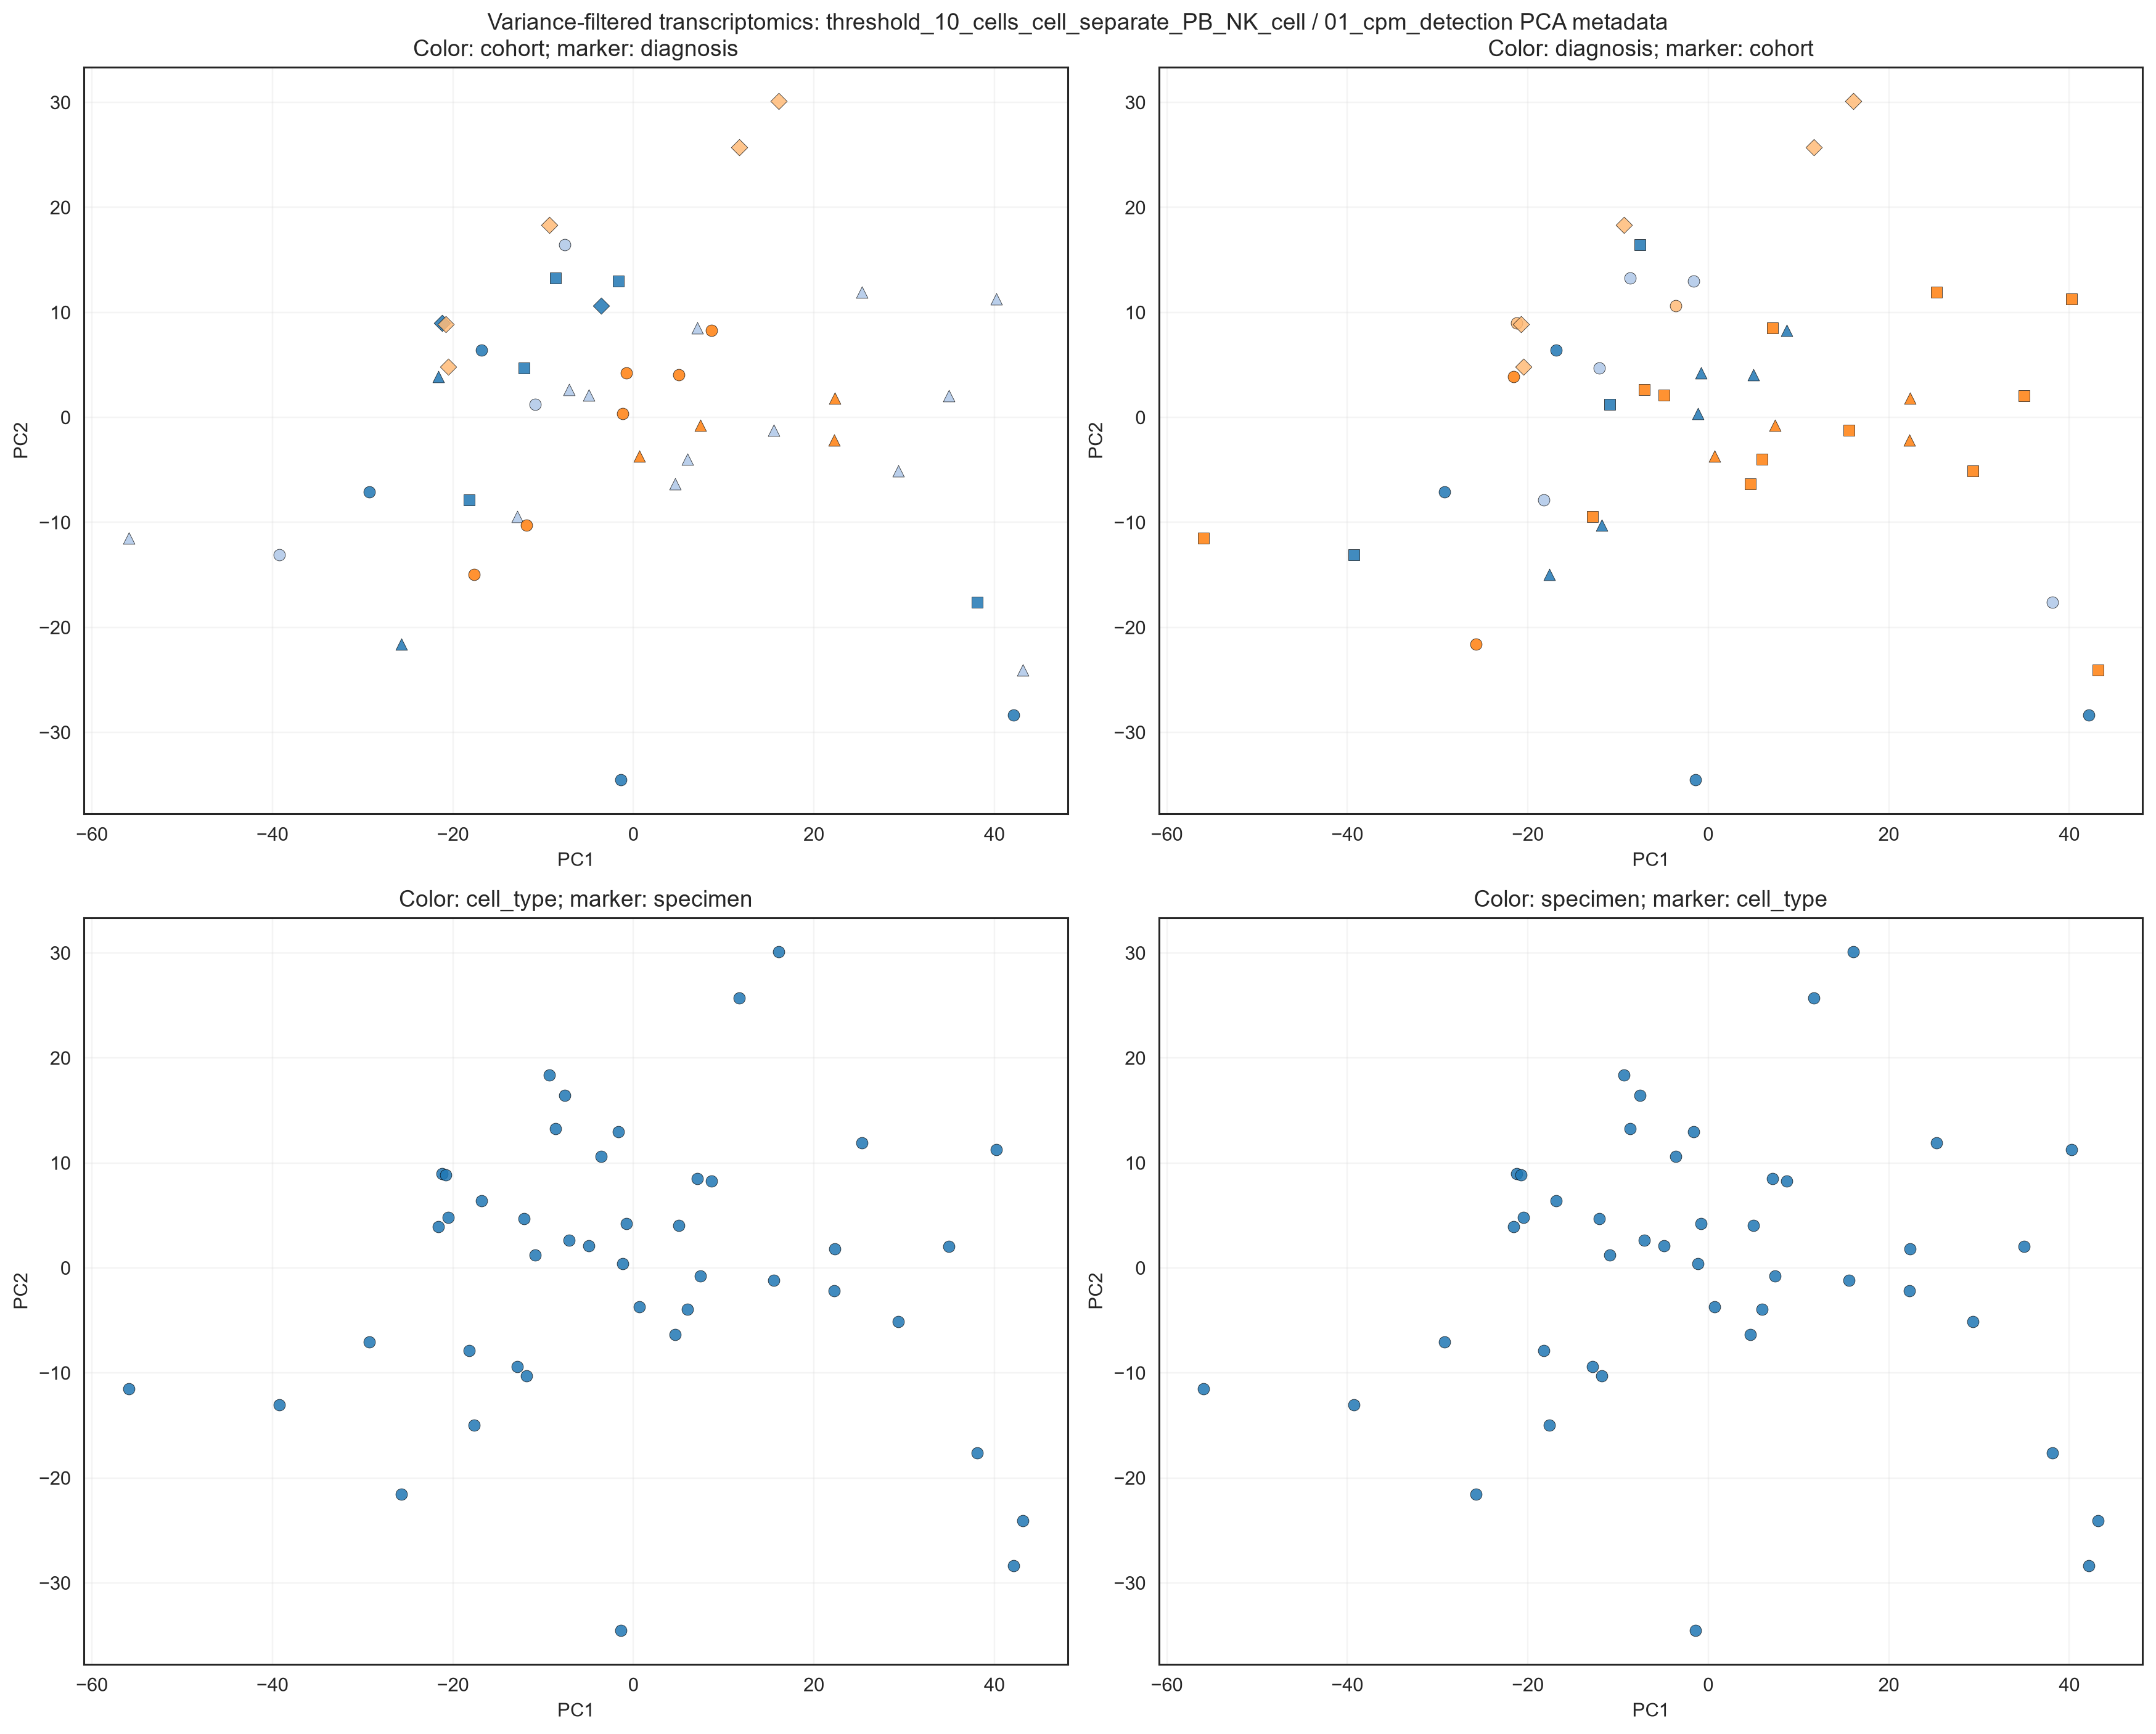 Variance-filtered transcriptomics: threshold_10_cells_cell_separate_PB_NK_cell / 01_cpm_detection PCA metadata
Color: cohort; marker: diagnosis
30
20
10
0
−10
−20
−30
PC2
−60 −40 −20 0 20 40
PC1
Color: diagnosis; marker: cohort
30
20
10
0
−10
−20
−30
PC2
−60 −40 −20 0 20 40
PC1
Color: cell_type; marker: specimen
30
20
10
0
−10
−20
−30
PC2
−60 −40 −20 0 20 40
PC1
Color: specimen; marker: cell_type
30
20
10
0
−10
−20
−30
PC2
−60 −40 −20 0 20 40
PC1